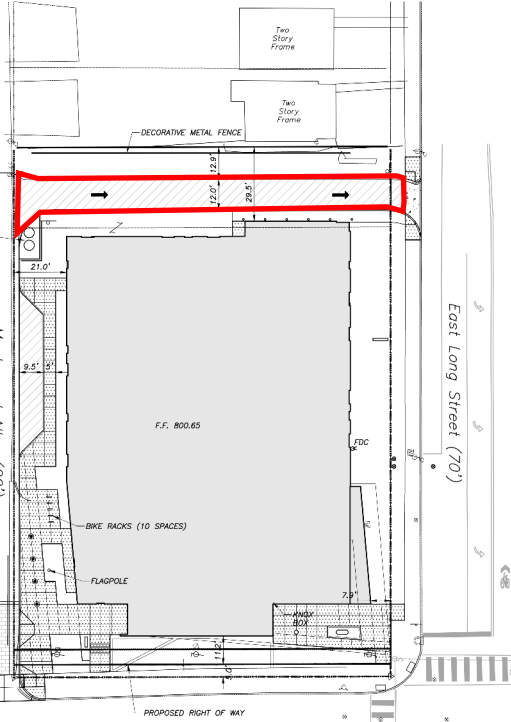 Two
Story
Frame
Two
Story
Frame
DECORATIVE METAL FENCE
12.9'
12.0'
29.5'
21.0'
9.5'
5'
East Long Street (70')
F.F. 800.65
FDC
BIKE RACKS (10 SPACES)
FLAGPOLE
7.9'
KNOX
BOX
11.2'
5.0'
PROPOSED RIGHT OF WAY